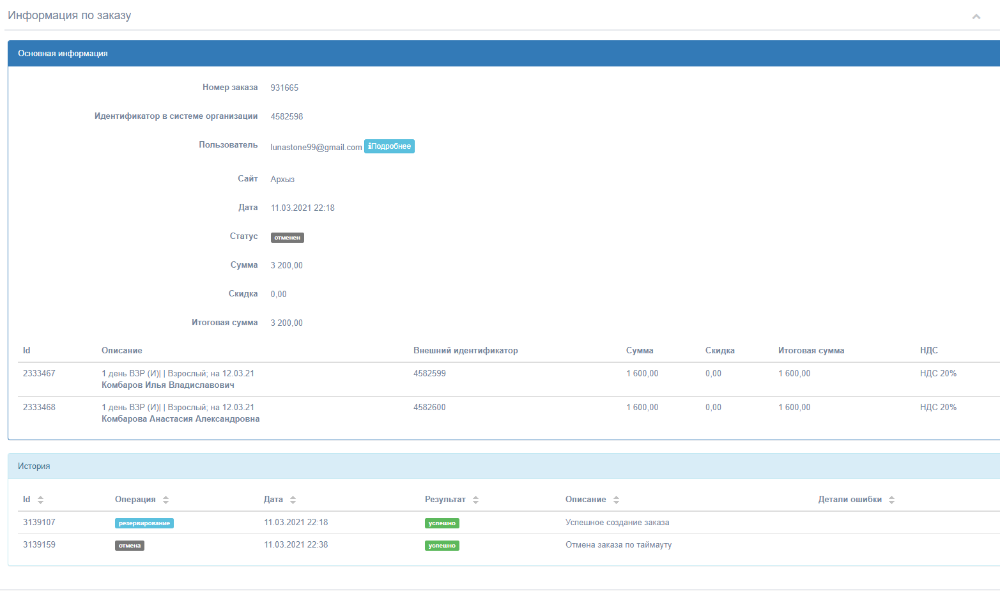 Информация по заказу
Основная информация
Номер заказа 931665
Идентификатор в системе организации 4582598
Пользователь lunastone99@gmail.com Подробнее
Сайт Архыз
Дата 11.03.2021 22:18
Статус отменен
Сумма 3 200,00
Скидка 0,00
Итоговая сумма 3 200,00
Id Описание Внешний идентификатор Сумма Скидка Итоговая сумма НДС
2333467 1 день ВЗР (И)| | Взрослый; на 12.03.21 4582599 1 600,00 0,00 1 600,00 НДС 20%
Комбаров Илья Владиславович
2333468 1 день ВЗР (И)| | Взрослый; на 12.03.21 4582600 1 600,00 0,00 1 600,00 НДС 20%
Комбарова Анастасия Александровна
История
Id Операция Дата Результат Описание Детали ошибки
3139107 резервирование 11.03.2021 22:18 успешно Успешное создание заказа
3139159 отмена 11.03.2021 22:38 успешно Отмена заказа по таймауту